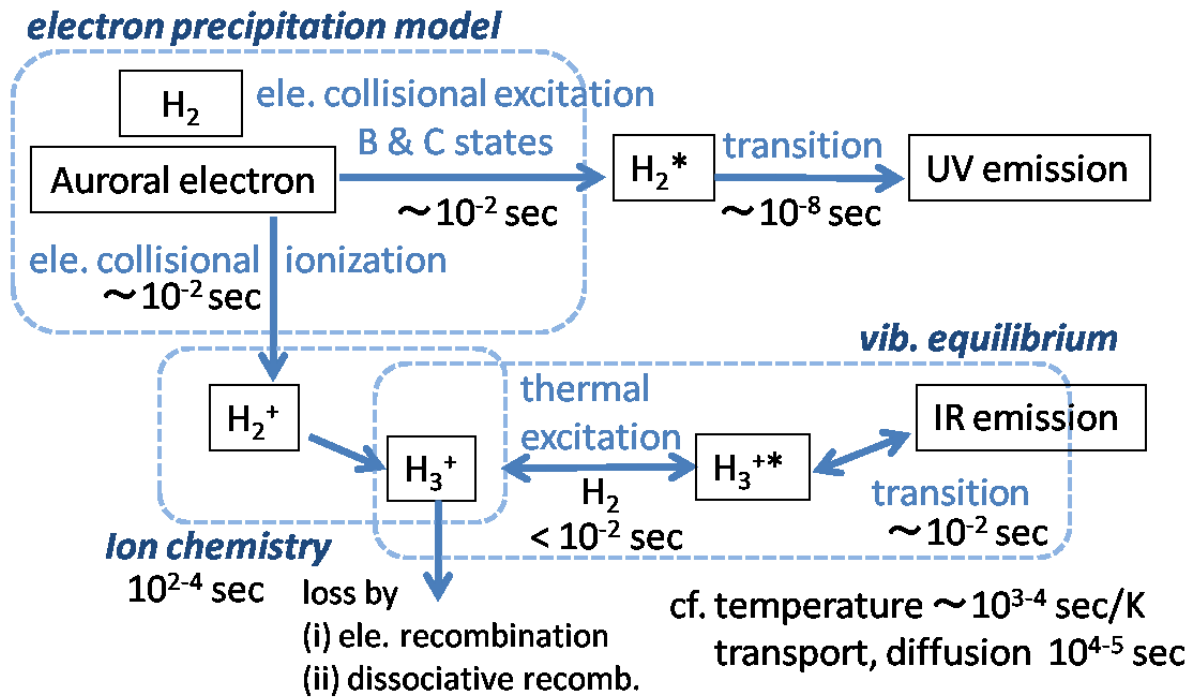 electron precipitation model
H₂
ele. collisional excitation
B & C states
Auroral electron
～10⁻² sec
H₂*
transition
～10⁻⁸ sec
UV emission
ele. collisional ionization
～10⁻² sec
vib. equilibrium
H₂⁺
H₃⁺
thermal
excitation
H₂
< 10⁻² sec
H₃⁺*
IR emission
transition
～10⁻² sec
Ion chemistry
10²⁻⁴ sec
loss by
(i) ele. recombination
(ii) dissociative recomb.
cf. temperature ～10³⁻⁴ sec/K
transport, diffusion 10⁴⁻⁵ sec